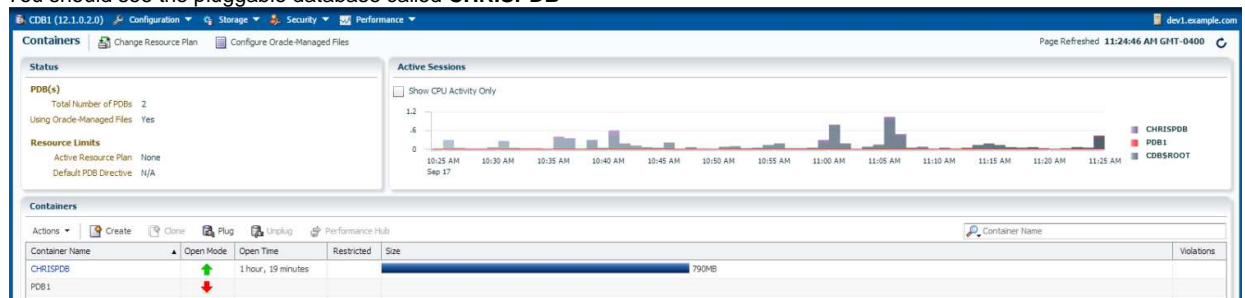 You should see the pluggable database called CHRISPDB
CDB1 (12.1.0.2.0) Configuration Storage Security Performance dev1.example.com
Containers Change Resource Plan Configure Oracle-Managed Files Page Refreshed 11:24:46 AM GMT-0400
Status
PDB(s)
Total Number of PDBs 2
Using Oracle-Managed Files Yes
Resource Limits
Active Resource Plan None
Default PDB Directive N/A
Active Sessions
Show CPU Activity Only
1.2
.6
0
10:25 AM 10:30 AM 10:35 AM 10:40 AM 10:45 AM 10:50 AM 10:55 AM 11:00 AM 11:05 AM 11:10 AM 11:15 AM 11:20 AM 11:25 AM
Sep 17
CHRISPDB
PDB1
CDB$ROOT
Containers
Actions Create Clone Plug Unplug Performance Hub Container Name
Container Name Open Mode Open Time Restricted Size Violations
CHRISPDB 1 hour, 19 minutes 790MB
PDB1